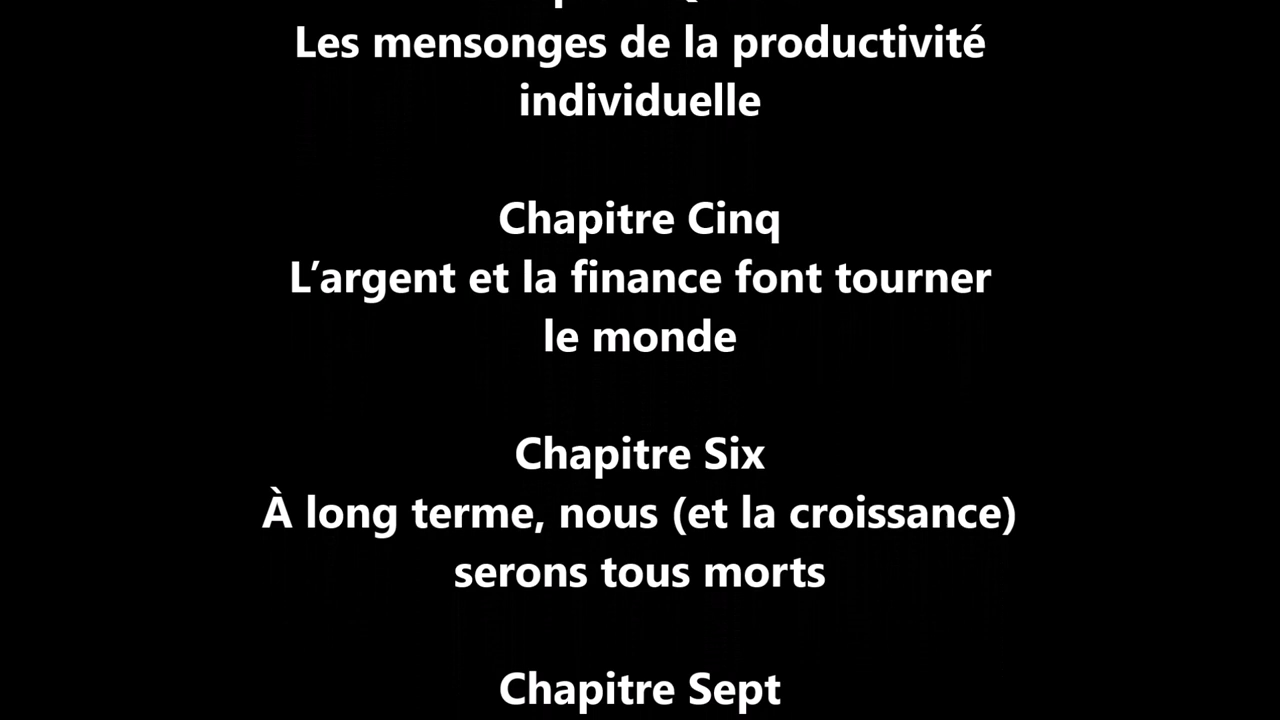 Les mensonges de la productivité
individuelle
Chapitre Cinq
L’argent et la finance font tourner
le monde
Chapitre Six
À long terme, nous (et la croissance)
serons tous morts
Chapitre Sept